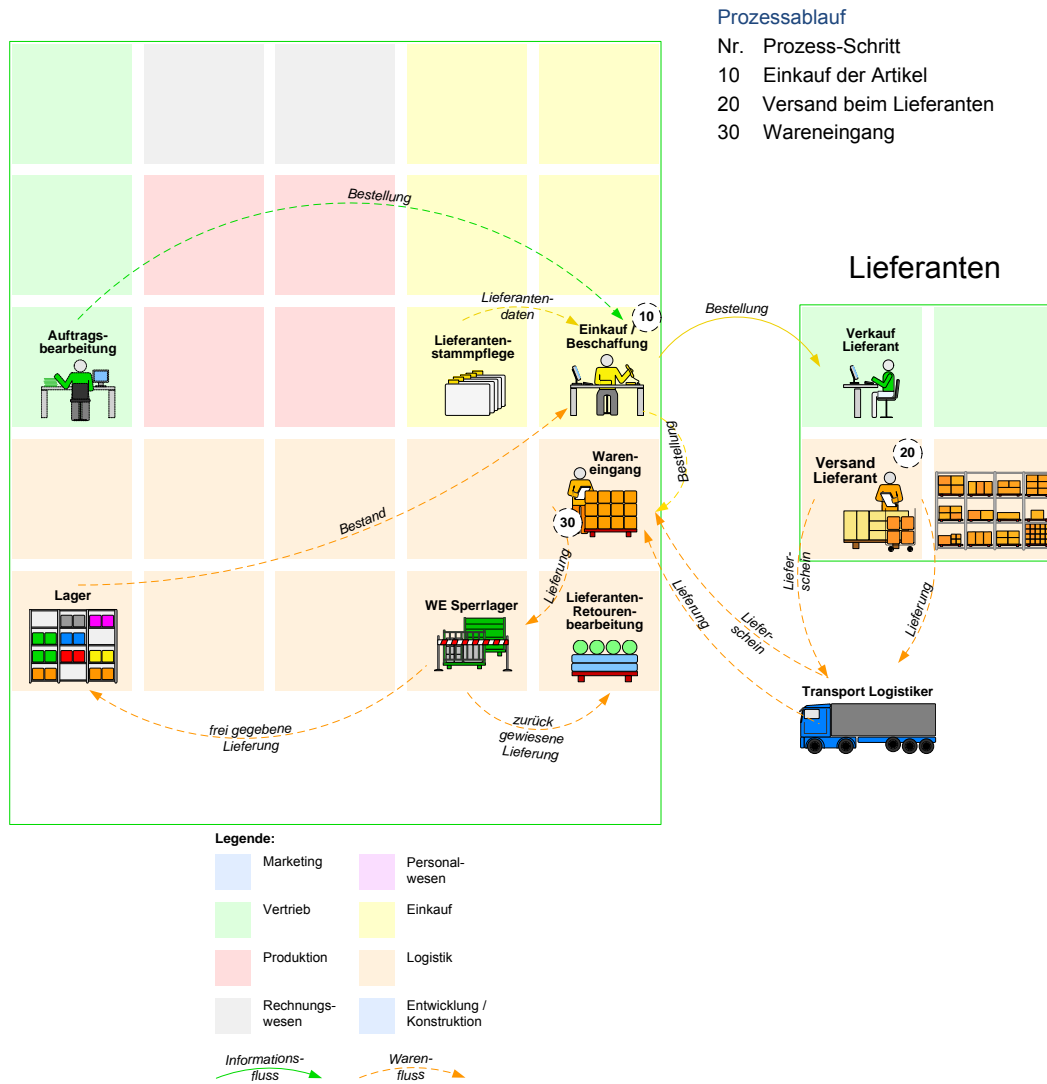 Prozessablauf
Nr. Prozess-Schritt
10 Einkauf der Artikel
20 Versand beim Lieferanten
30 Wareneingang
Bestellung
Lieferanten
Lieferanten-
daten
10
Bestellung
Auftrags-
bearbeitung
Lieferanten-
stammpflege
Einkauf /
Beschaffung
Verkauf
Lieferant
Bestellung
Waren-
eingang
20
Versand
Lieferant
Bestand
30
Lieferung
Liefer-
schein
Lieferung
Lieferung
Liefer-
schein
Lager
WE Sperrlager
Lieferanten-
Retouren-
bearbeitung
Transport Logistiker
frei gegebene
Lieferung
zurück
gewiesene
Lieferung
Legende:
Marketing
Personal-
wesen
Vertrieb
Einkauf
Produktion
Logistik
Rechnungs-
wesen
Entwicklung /
Konstruktion
Informations-
fluss
Waren-
fluss